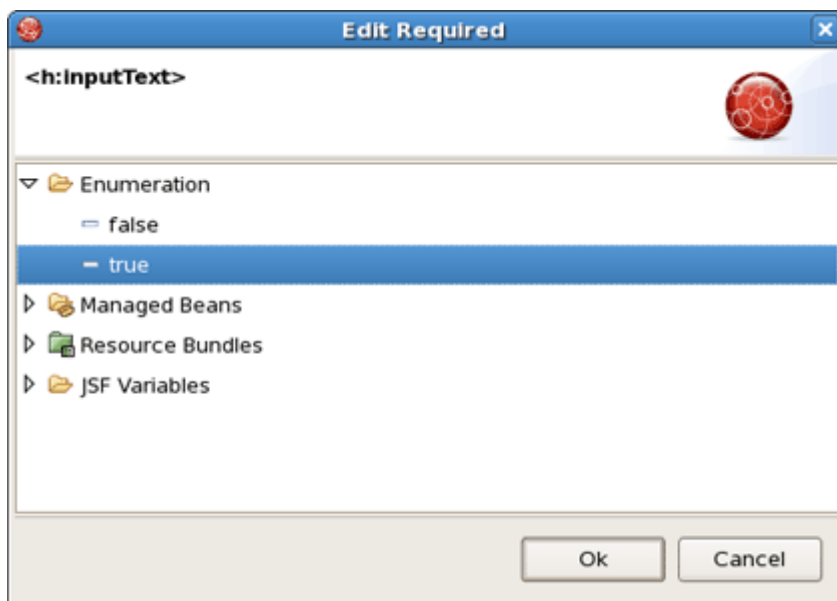 Edit Required
<h:inputText>
Enumeration
false
true
Managed Beans
Resource Bundles
JSF Variables
Ok
Cancel